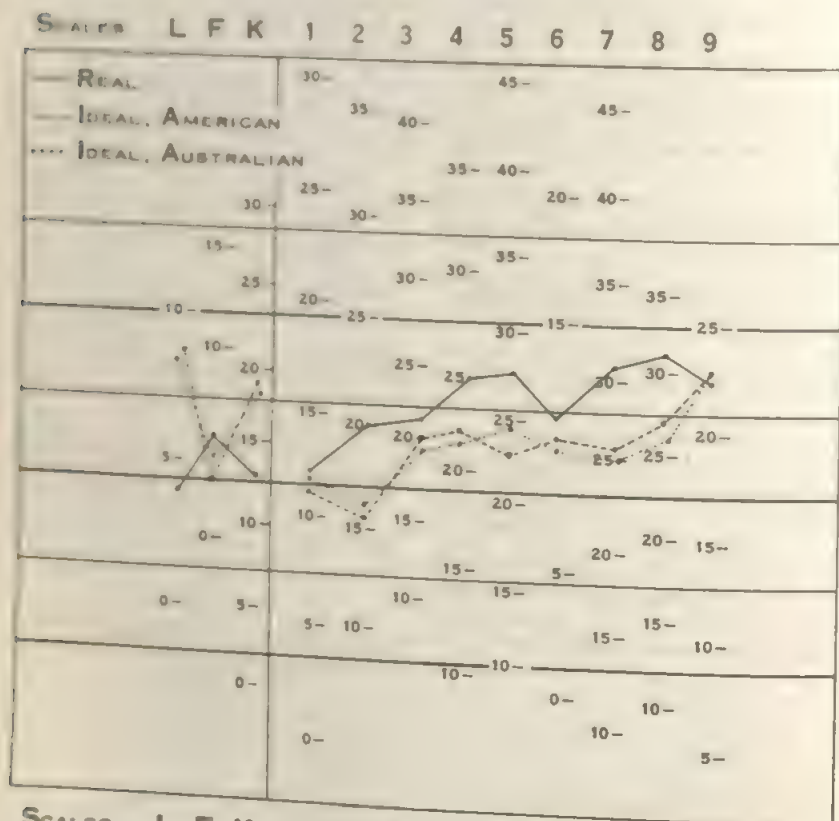 SCALES L F K 1 2 3 4 5 6 7 8 9
REAL
IDEAL, AMERICAN
IDEAL, AUSTRALIAN
30- 45-
35 40- 45-
35- 40-
25- 35- 20- 40-
30- 30-
15- 35-
25 30- 30- 35- 35-
20-
10- 25- 30- 15- 25-
10- 20 25- 25 30- 30-
15- 20 20 25- 20-
5- 15 20- 25- 25-
10- 15- 15- 20-
0- 10 20- 20- 15-
15- 5-
0- 5- 10- 15- 15-
5- 10- 15- 10-
10- 10-
0- 0- 10- 10-
0- 5-
SCALES L F K